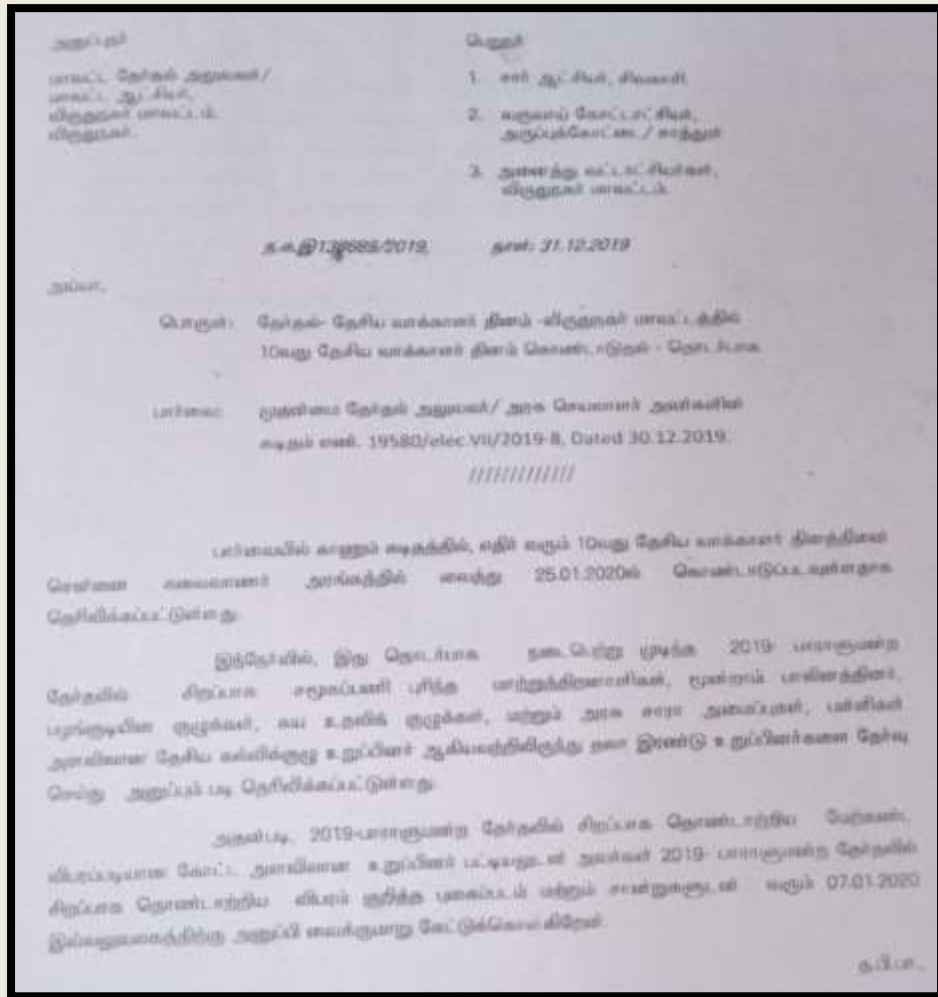 அனுப்புநர்
மாவட்ட தேர்தல் அலுவலர்/
மாவட்ட ஆட்சியர்,
விருதுநகர் மாவட்டம்.
விருதுநகர்.
பெறுநர்
1. சார் ஆட்சியர், சிவகாசி.
2. வருவாய் கோட்டாட்சியர்,
அருப்புக்கோட்டை/ சாத்தூர்
3. அனைத்து வட்டாட்சியர்கள்,
விருதுநகர் மாவட்டம்.
நாள்: 31.12.2019
அய்யா,
பொருள்: தேர்தல்- தேசிய வாக்காளர் தினம் -விருதுநகர் மாவட்டத்தில்
10வது தேசிய வாக்காளர் தினம் கொண்டாடுதல் - தொடர்பாக
பார்வை: முதன்மை தேர்தல் அலுவலர்/ அரசு செயலாளர் அவர்களின்
கடிதம் எண். 19580/elec.VII/2019-8, Dated 30.12.2019.
/////////////
பார்வையில் காணும் கடிதத்தில், எதிர் வரும் 10வது தேசிய வாக்காளர் தினத்தினை
சென்னை கலைவாணர் அரங்கத்தில் வைத்து 25.01.2020ல் கொண்டாடுப்படவுள்ளதாக
தெரிவிக்கப்பட்டுள்ளது.
இந்நேர்வில், இது தொடர்பாக நடைபெற்று முடிந்த 2019- பாராளுமன்ற
தேர்தலில் சிறப்பாக சமூகப்பணி புரிந்த மாற்றுத்திறனாளிகள், மூன்றாம் பாலினத்தினர்,
பழங்குடியின குழுக்கள், சுய உதவிக் குழுக்கள், மற்றும் அரசு சாரா அமைப்புகள், பள்ளிகள்
அளவிலான தேசிய கல்விக்குழு உறுப்பினர் ஆகியவற்றிலிருந்து தலா இரண்டு உறுப்பினர்களை தேர்வு
செய்து அனுப்பும் படி தெரிவிக்கப்பட்டுள்ளது.
அதன்படி, 2019-பாராளுமன்ற தேர்தலில் சிறப்பாக தொண்டாற்றிய மேற்கண்ட
விபரப்படியான கோட்ட அளவிலான உறுப்பினர் பட்டியலுடன் அவர்கள் 2019- பாராளுமன்ற தேர்தலில்
சிறப்பாக தொண்டாற்றிய விபரம் குறித்த புகைப்படம் மற்றும் சான்றுகளுடன் வரும் 07.01.2020
இவ்வலுவலகத்திற்கு அனுப்பி வைக்குமாறு கேட்டுக்கொள்கிறேன்.